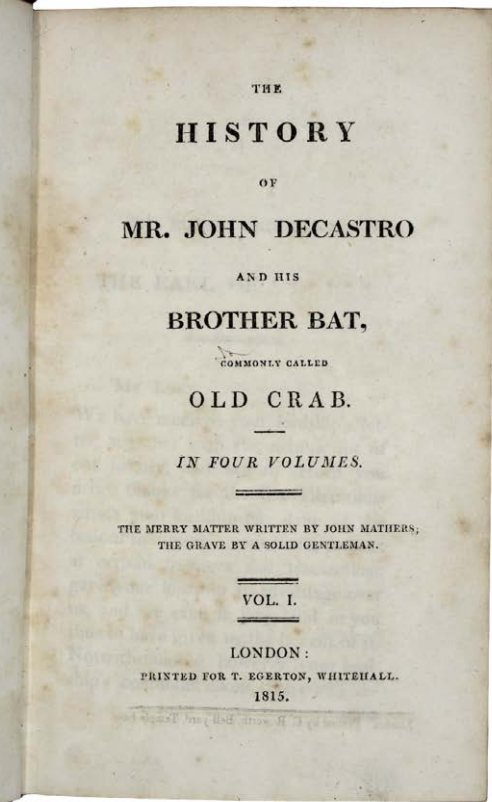 THE
HISTORY
OF
MR. JOHN DECASTRO
AND HIS
BROTHER BAT,
COMMONLY CALLED
OLD CRAB.
IN FOUR VOLUMES.
THE MERRY MATTER WRITTEN BY JOHN MATHERS;
THE GRAVE BY A SOLID GENTLEMAN.
VOL. I.
LONDON:
PRINTED FOR T. EGERTON, WHITEHALL.
1815.